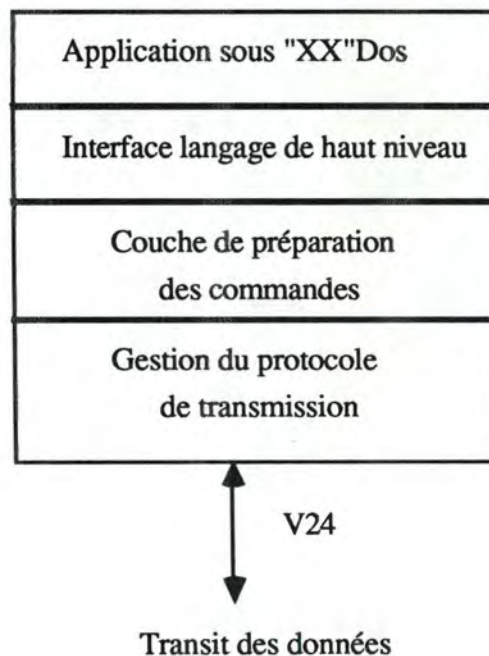 Application sous "XX"Dos
Interface langage de haut niveau
Couche de préparation
des commandes
Gestion du protocole
de transmission
V24
Transit des données